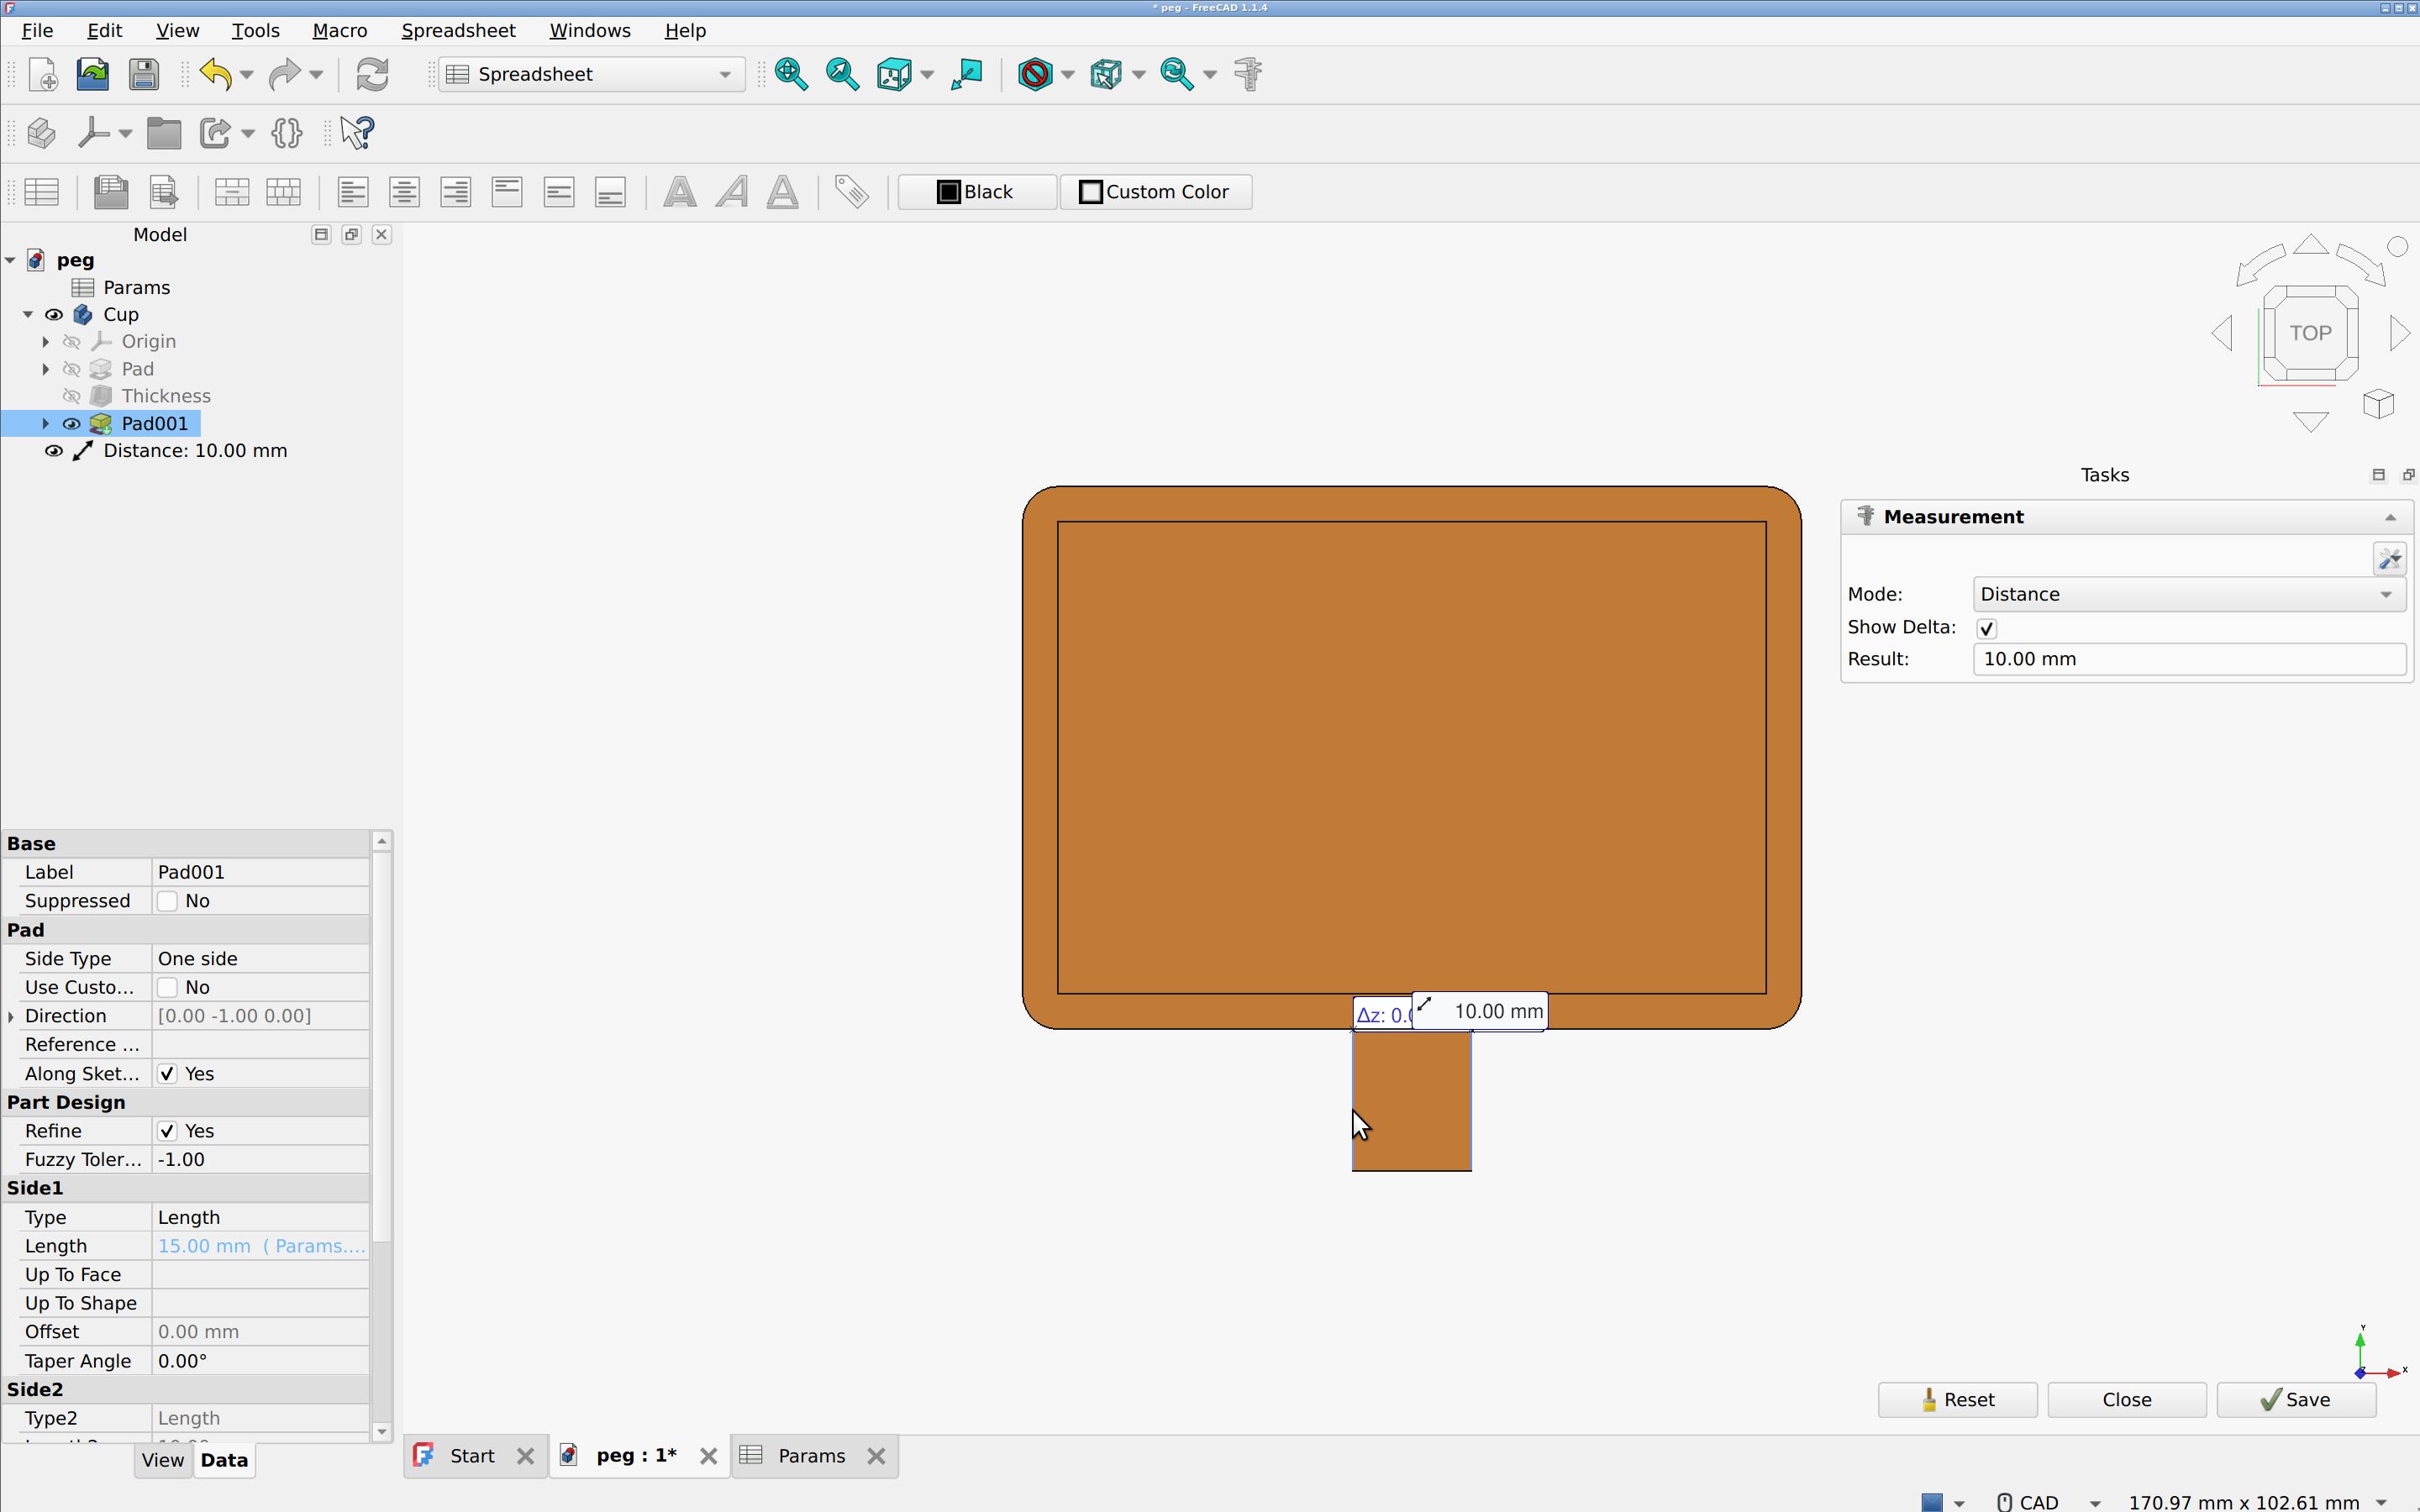 * peg - FreeCAD 1.1.4
File Edit View Tools Macro Spreadsheet Windows Help
Spreadsheet
Black Custom Color
Model
peg
Params
Cup
Origin
Pad
Thickness
Pad001
Distance: 10.00 mm
TOP
Tasks
Measurement
Mode: Distance
Show Delta:
Result: 10.00 mm
Δz: 0.0
10.00 mm
Base
Label Pad001
Suppressed No
Pad
Side Type One side
Use Custo... No
Direction [0.00 -1.00 0.00]
Reference ...
Along Sket... Yes
Part Design
Refine Yes
Fuzzy Toler... -1.00
Side1
Type Length
Length 15.00 mm ( Params....
Up To Face
Up To Shape
Offset 0.00 mm
Taper Angle 0.00°
Side2
Type2 Length
Y
X
Reset Close Save
View Data
Start peg : 1* Params
CAD 170.97 mm x 102.61 mm